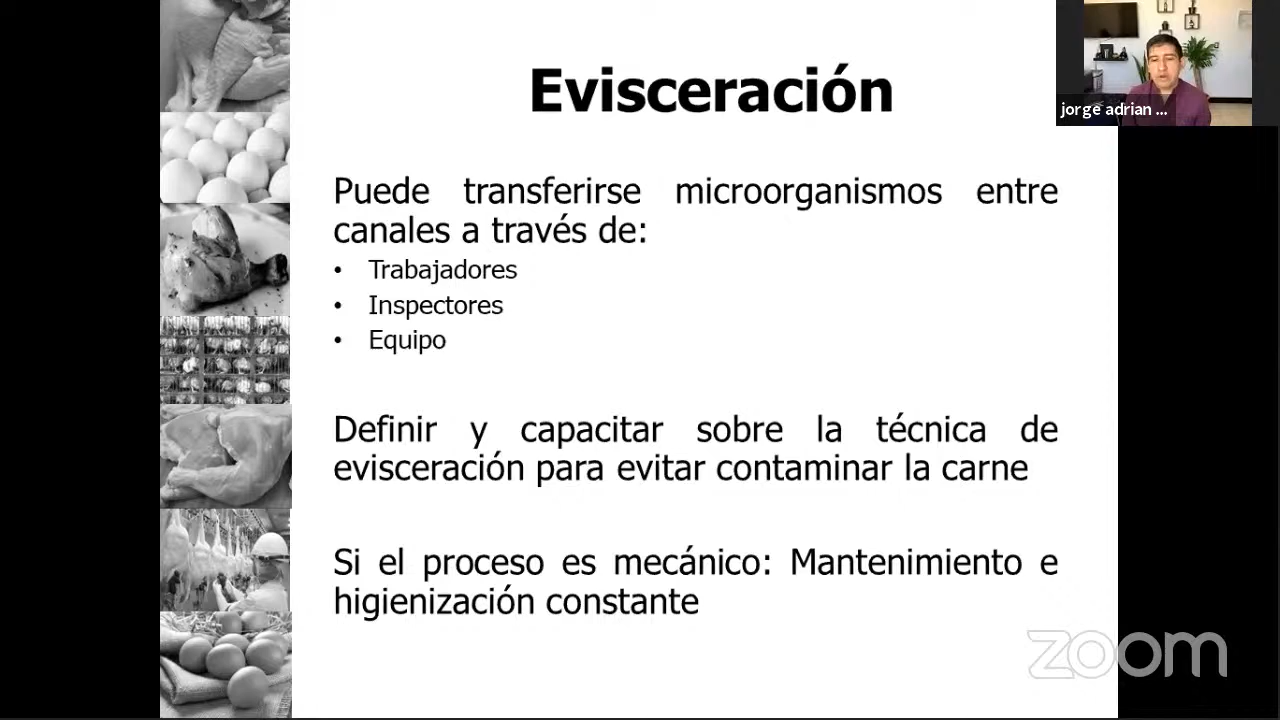 Evisceración
jorge adrian ...
Puede transferirse microorganismos entre
canales a través de:
• Trabajadores
• Inspectores
• Equipo
Definir y capacitar sobre la técnica de
evisceración para evitar contaminar la carne
Si el proceso es mecánico: Mantenimiento e
higienización constante
zoom